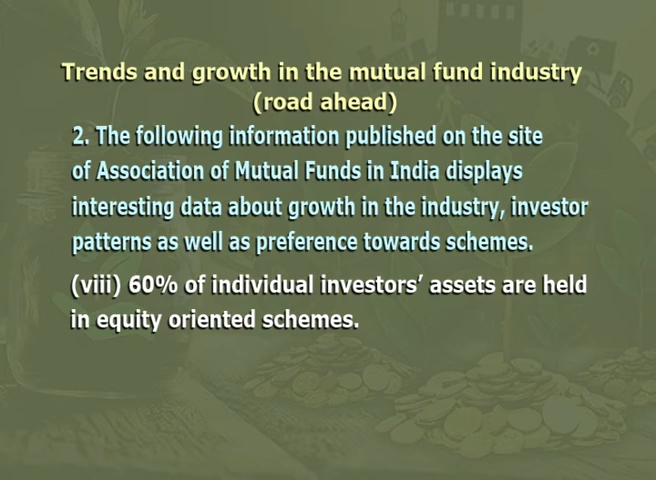 Trends and growth in the mutual fund industry
(road ahead)
2. The following information published on the site
of Association of Mutual Funds in India displays
interesting data about growth in the industry, investor
patterns as well as preference towards schemes.
(viii) 60% of individual investors’ assets are held
in equity oriented schemes.